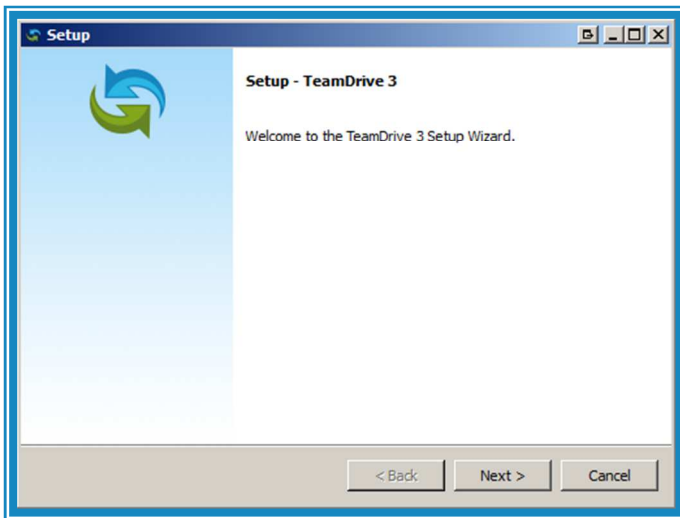 Setup
Setup - TeamDrive 3
Welcome to the TeamDrive 3 Setup Wizard.
< Back
Next >
Cancel